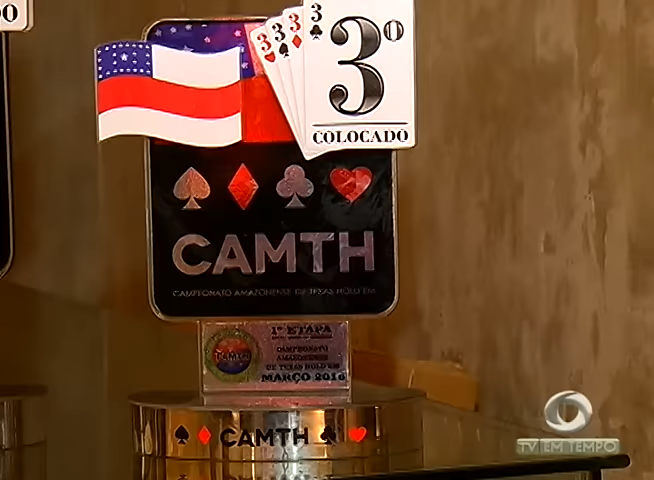 O
3
3
3
3
3º
COLOCADO
CAMTH
CAMPEONATO AMAZONENSE DE TEXAS HOLD EM
1ª ETAPA
CAMPEONATO
AMAZONENSE
DE TEXAS HOLD EM
MARÇO 2016
CAMTH
TV EM TEMPO